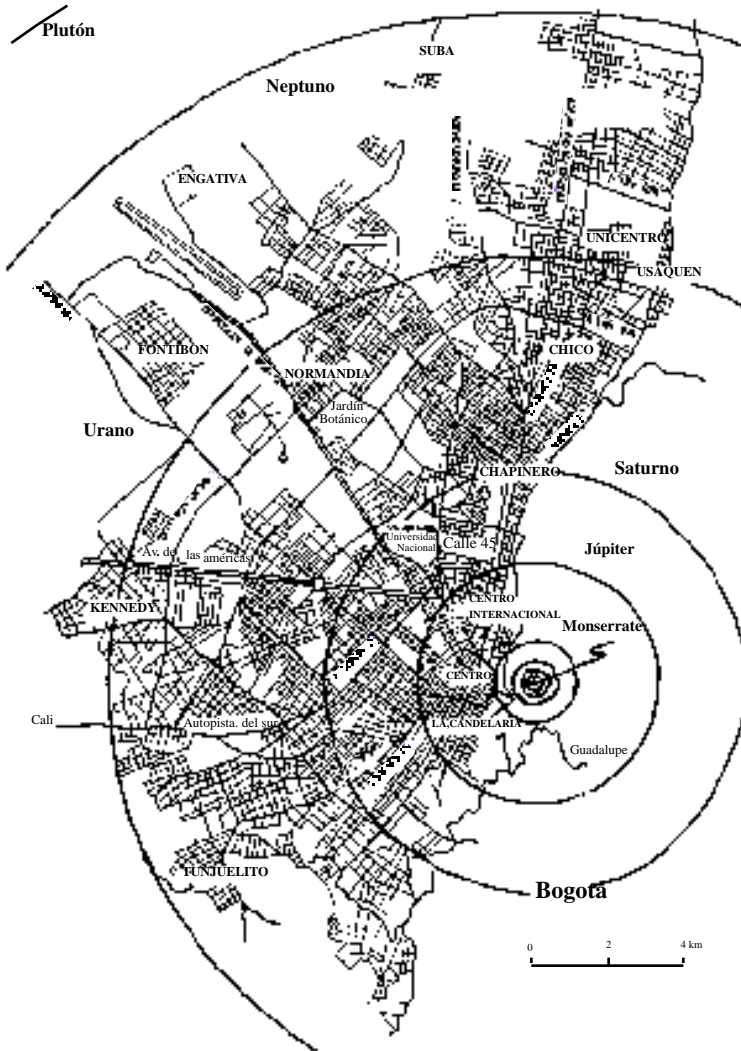 Plutón
SUBA
Neptuno
ENGATIVA
UNICENTRO
USAQUEN
FONTIBON
CHICO
NORMANDIA
Jardín
Botánico
Urano
CHAPINERO
Saturno
Universidad
Nacional
Calle 45
Júpiter
Av. de las américas
KENNEDY
CENTRO
INTERNACIONAL
Monserrate
CENTRO
Cali
Autopista. del sur
LA CANDELARIA
Guadalupe
TUNJUELITO
Bogotá
0 2 4 km